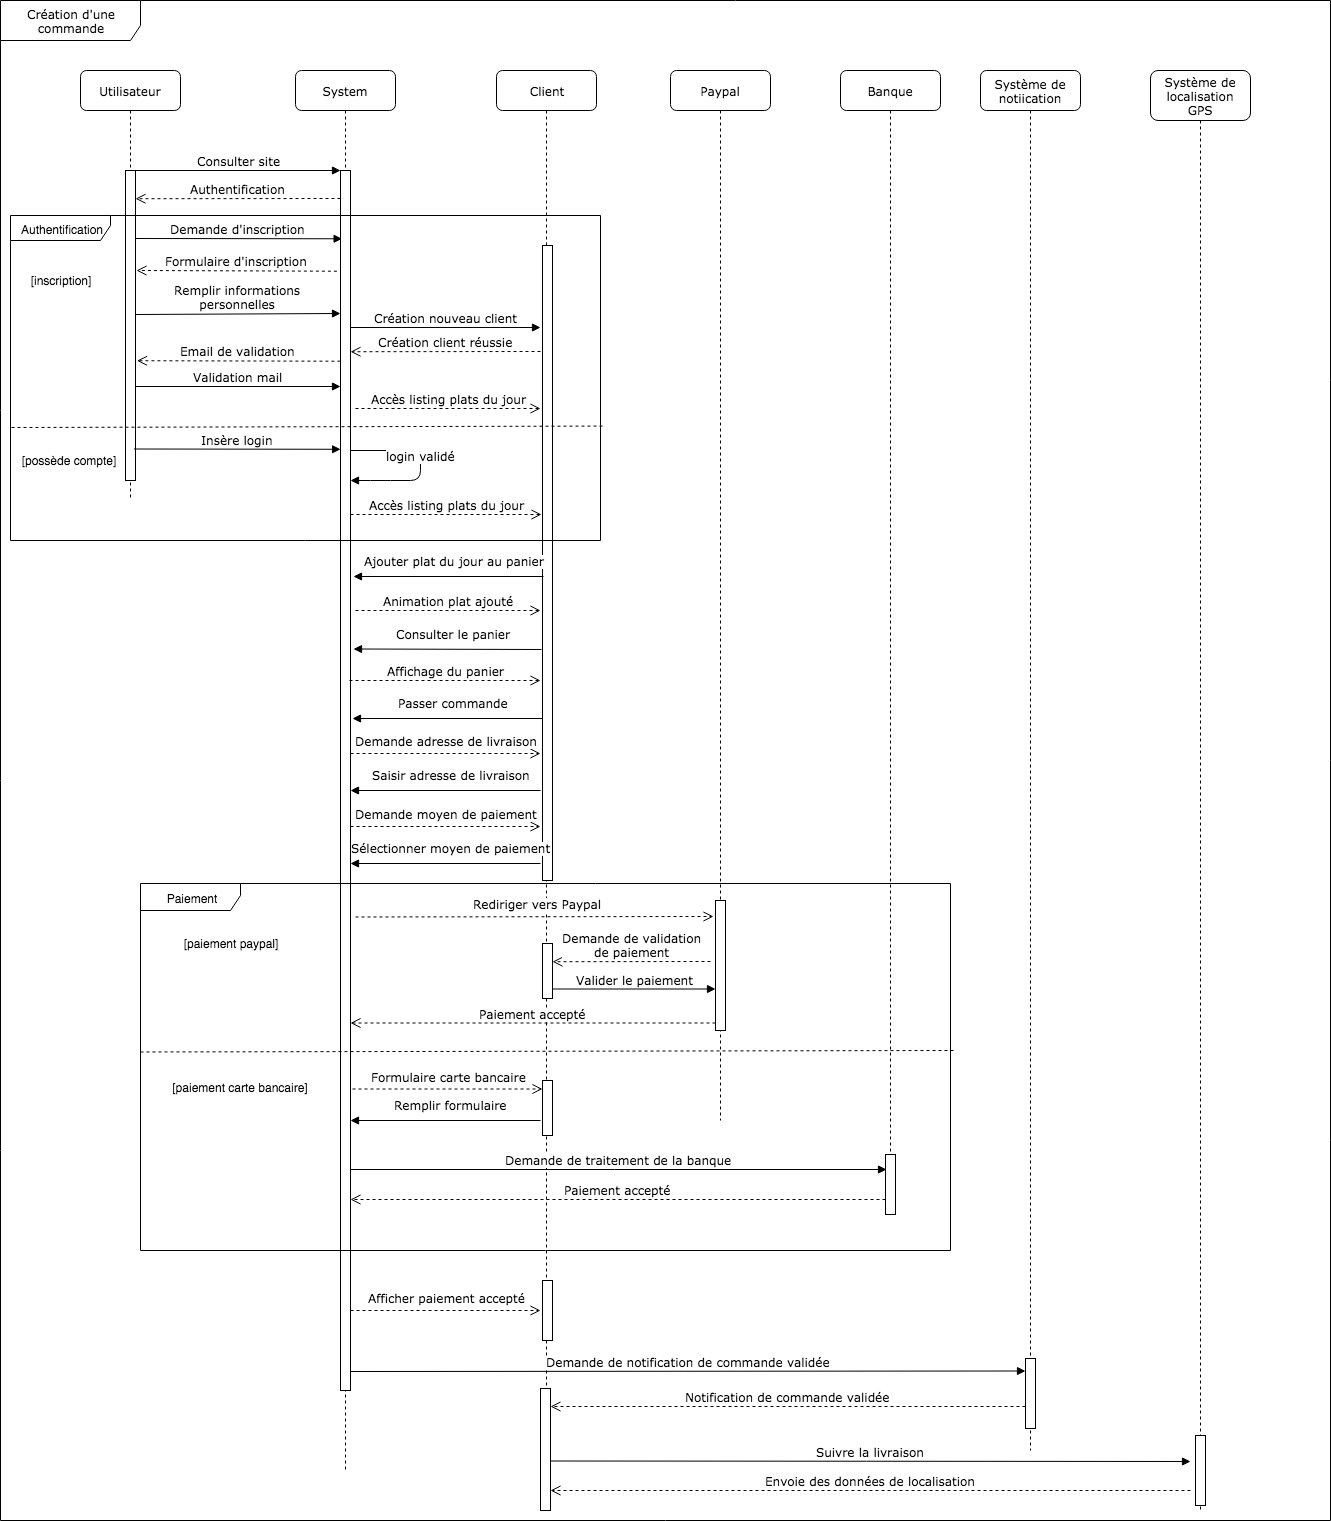 Création d'une
commande
Utilisateur
System
Client
Paypal
Banque
Système de
notiication
Système de
localisation
GPS
Consulter site
Authentification
Authentification
Demande d'inscription
Formulaire d'inscription
[inscription]
Remplir informations
personnelles
Création nouveau client
Création client réussie
Email de validation
Validation mail
Accès listing plats du jour
Insère login
[possède compte]
login validé
Accès listing plats du jour
Ajouter plat du jour au panier
Animation plat ajouté
Consulter le panier
Affichage du panier
Passer commande
Demande adresse de livraison
Saisir adresse de livraison
Demande moyen de paiement
Sélectionner moyen de paiement
Paiement
Rediriger vers Paypal
[paiement paypal]
Demande de validation
de paiement
Valider le paiement
Paiement accepté
Formulaire carte bancaire
[paiement carte bancaire]
Remplir formulaire
Demande de traitement de la banque
Paiement accepté
Afficher paiement accepté
Demande de notification de commande validée
Notification de commande validée
Suivre la livraison
Envoie des données de localisation